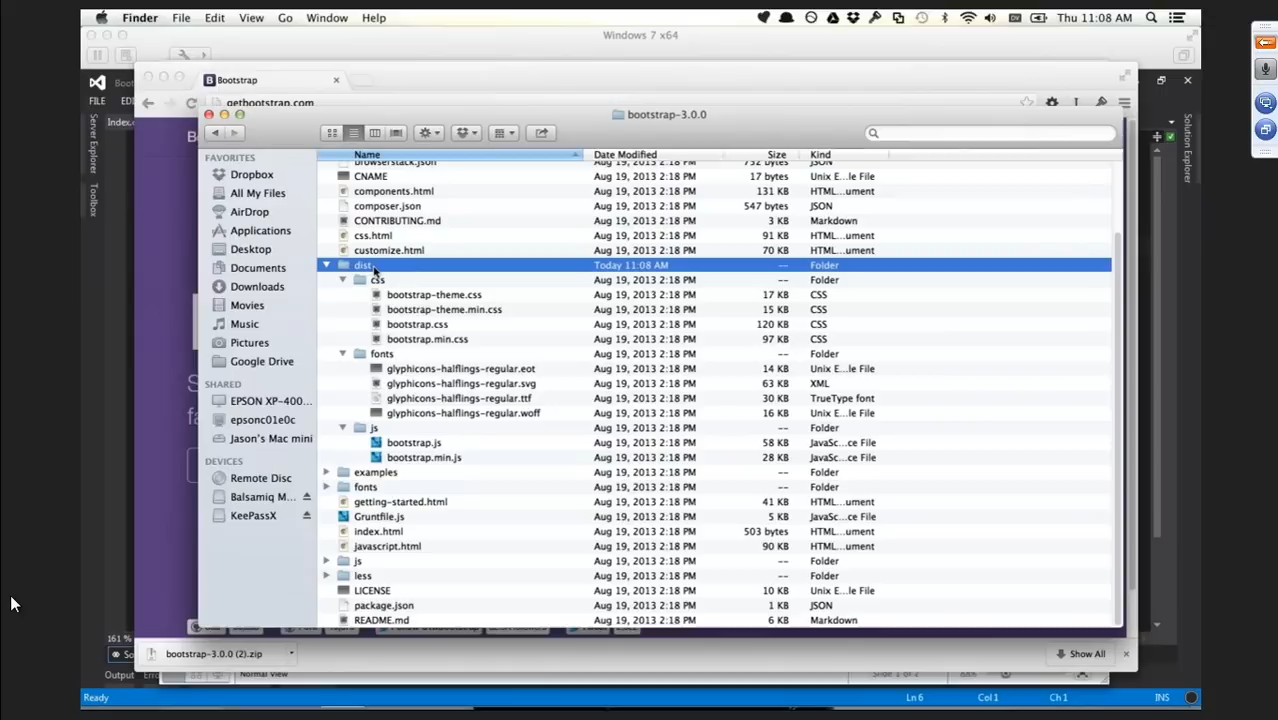 Finder File Edit View Go Window Help Thu 11:08 AM
Windows 7 x64
Bootstrap
FILE
getbootstrap.com
Index.c
Server Explorer
Toolbox
Solution Explorer
bootstrap-3.0.0
FAVORITES
Dropbox
All My Files
AirDrop
Applications
Desktop
Documents
Downloads
Movies
Music
Pictures
Google Drive
SHARED
EPSON XP-400...
epsonc01e0c
Jason's Mac mini
DEVICES
Remote Disc
Balsamiq M...
KeePassX
Name Date Modified Size Kind
browserstack.json Aug 19, 2013 2:18 PM 752 bytes JSON
CNAME Aug 19, 2013 2:18 PM 17 bytes Unix E...le File
components.html Aug 19, 2013 2:18 PM 131 KB HTML...ument
composer.json Aug 19, 2013 2:18 PM 547 bytes JSON
CONTRIBUTING.md Aug 19, 2013 2:18 PM 3 KB Markdown
css.html Aug 19, 2013 2:18 PM 91 KB HTML...ument
customize.html Aug 19, 2013 2:18 PM 70 KB HTML...ument
dist Today 11:08 AM -- Folder
css Aug 19, 2013 2:18 PM -- Folder
bootstrap-theme.css Aug 19, 2013 2:18 PM 17 KB CSS
bootstrap-theme.min.css Aug 19, 2013 2:18 PM 15 KB CSS
bootstrap.css Aug 19, 2013 2:18 PM 120 KB CSS
bootstrap.min.css Aug 19, 2013 2:18 PM 97 KB CSS
fonts Aug 19, 2013 2:18 PM -- Folder
glyphicons-halflings-regular.eot Aug 19, 2013 2:18 PM 14 KB Unix E...le File
glyphicons-halflings-regular.svg Aug 19, 2013 2:18 PM 63 KB XML
glyphicons-halflings-regular.ttf Aug 19, 2013 2:18 PM 30 KB TrueType font
glyphicons-halflings-regular.woff Aug 19, 2013 2:18 PM 16 KB Unix E...le File
js Aug 19, 2013 2:18 PM -- Folder
bootstrap.js Aug 19, 2013 2:18 PM 58 KB JavaSc...ce File
bootstrap.min.js Aug 19, 2013 2:18 PM 28 KB JavaSc...ce File
examples Aug 19, 2013 2:18 PM -- Folder
fonts Aug 19, 2013 2:18 PM -- Folder
getting-started.html Aug 19, 2013 2:18 PM 41 KB HTML...ument
Gruntfile.js Aug 19, 2013 2:18 PM 5 KB JavaSc...ce File
index.html Aug 19, 2013 2:18 PM 503 bytes HTML...ument
javascript.html Aug 19, 2013 2:18 PM 90 KB HTML...ument
js Aug 19, 2013 2:18 PM -- Folder
less Aug 19, 2013 2:18 PM -- Folder
LICENSE Aug 19, 2013 2:18 PM 10 KB Unix E...le File
package.json Aug 19, 2013 2:18 PM 1 KB JSON
README.md Aug 19, 2013 2:18 PM 6 KB Markdown
161 %
bootstrap-3.0.0 (2).zip Show All
Output Normal View
Ready Ln 6 Col 1 Ch 1 INS